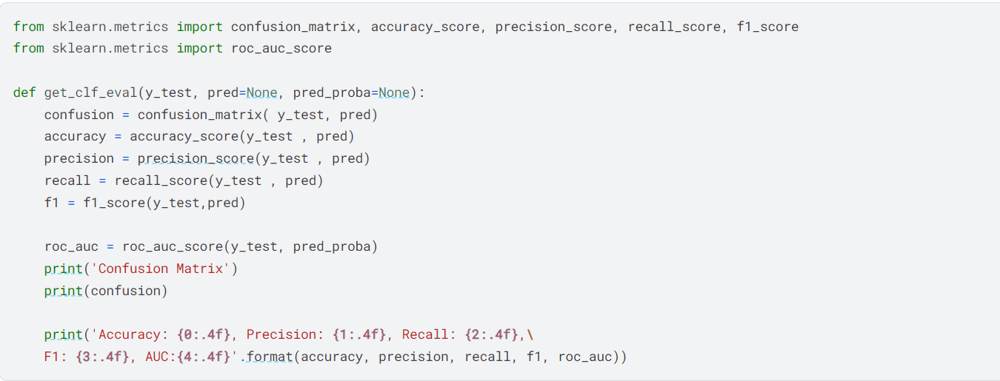 from sklearn.metrics import confusion_matrix, accuracy_score, precision_score, recall_score, f1_score
from sklearn.metrics import roc_auc_score
def get_clf_eval(y_test, pred=None, pred_proba=None):
    confusion = confusion_matrix( y_test, pred)
    accuracy = accuracy_score(y_test , pred)
    precision = precision_score(y_test , pred)
    recall = recall_score(y_test , pred)
    f1 = f1_score(y_test,pred)
    roc_auc = roc_auc_score(y_test, pred_proba)
    print('Confusion Matrix')
    print(confusion)
    print('Accuracy: {0:.4f}, Precision: {1:.4f}, Recall: {2:.4f},\
    F1: {3:.4f}, AUC:{4:.4f}'.format(accuracy, precision, recall, f1, roc_auc))